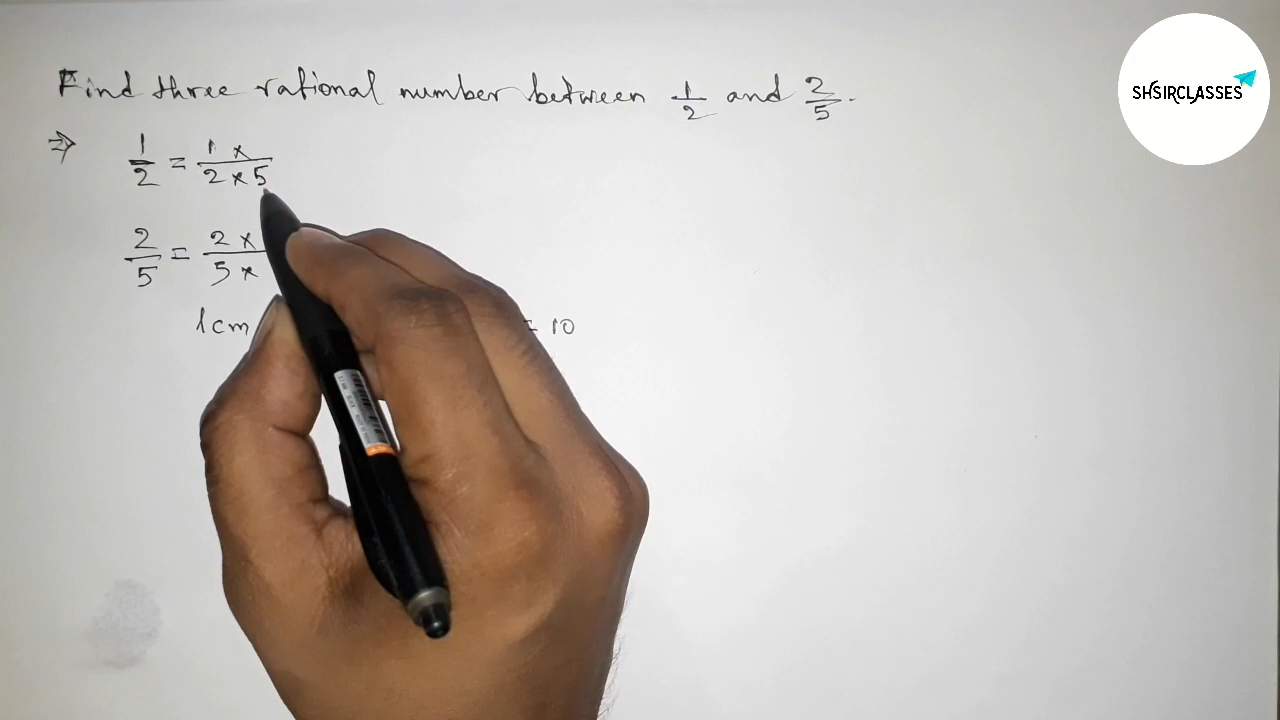 Find three rational number between 1/2 and 2/5.
SHSIRCLASSES
⇒ 1/2 = 1 x / 2 x 5
2/5 = 2 x / 5 x
lcm = 10